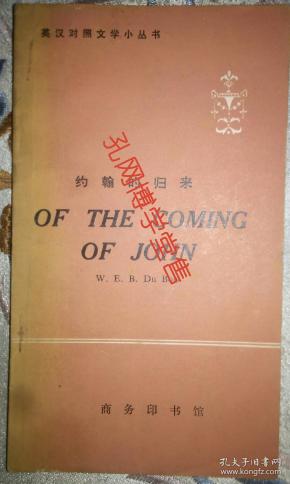 英汉对照文学小丛书
约翰的归来
OF THE COMING
OF JOHN
W. E. B. Du B
商务印书馆
孔网博学堂售
孔夫子旧书网